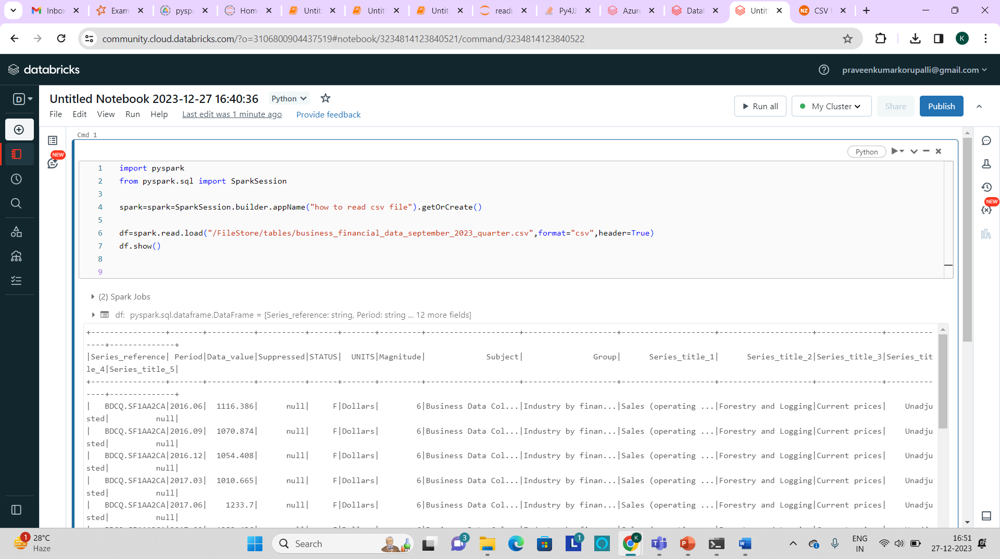 Inbox Exam pyspa Hom Untit Untit Untit readi Py4JJ Azure Datal Untit CSV f
community.cloud.databricks.com/?o=3106800904437519#notebook/3234814123840521/command/3234814123840522 K
databricks praveenkumarkorupalli@gmail.com
D Untitled Notebook 2023-12-27 16:40:36 Python Run all My Cluster Share Publish
File Edit View Run Help Last edit was 1 minute ago Provide feedback
Cmd 1
NEW
Python
1 import pyspark
2 from pyspark.sql import SparkSession
3
4 spark=spark=SparkSession.builder.appName("how to read csv file").getOrCreate()
NEW
5
6 df=spark.read.load("/FileStore/tables/business_financial_data_september_2023_quarter.csv",format="csv",header=True)
7 df.show()
8
9
(2) Spark Jobs
df: pyspark.sql.dataframe.DataFrame = [Series_reference: string, Period: string ... 12 more fields]
+----------------+-------+----------+----------+------+-------+---------+--------------------+--------------------+--------------------+--------------------+--------------+----------
----+--------------+
|Series_reference| Period|Data_value|Suppressed|STATUS|  UNITS|Magnitude|             Subject|               Group|      Series_title_1|      Series_title_2|Series_title_3|Series_tit
le_4|Series_title_5|
+----------------+-------+----------+----------+------+-------+---------+--------------------+--------------------+--------------------+--------------------+--------------+----------
----+--------------+
|   BDCQ.SF1AA2CA|2016.06|  1116.386|      null|     F|Dollars|        6|Business Data Col...|Industry by finan...|Sales (operating ...|Forestry and Logging|Current prices|    Unadju
sted|          null|
|   BDCQ.SF1AA2CA|2016.09|  1070.874|      null|     F|Dollars|        6|Business Data Col...|Industry by finan...|Sales (operating ...|Forestry and Logging|Current prices|    Unadju
sted|          null|
|   BDCQ.SF1AA2CA|2016.12|  1054.408|      null|     F|Dollars|        6|Business Data Col...|Industry by finan...|Sales (operating ...|Forestry and Logging|Current prices|    Unadju
sted|          null|
|   BDCQ.SF1AA2CA|2017.03|  1010.665|      null|     F|Dollars|        6|Business Data Col...|Industry by finan...|Sales (operating ...|Forestry and Logging|Current prices|    Unadju
sted|          null|
|   BDCQ.SF1AA2CA|2017.06|    1233.7|      null|     F|Dollars|        6|Business Data Col...|Industry by finan...|Sales (operating ...|Forestry and Logging|Current prices|    Unadju
sted|          null|
1 28°C
Haze
Search 3 1 K
ENG
IN
16:51
27-12-2023